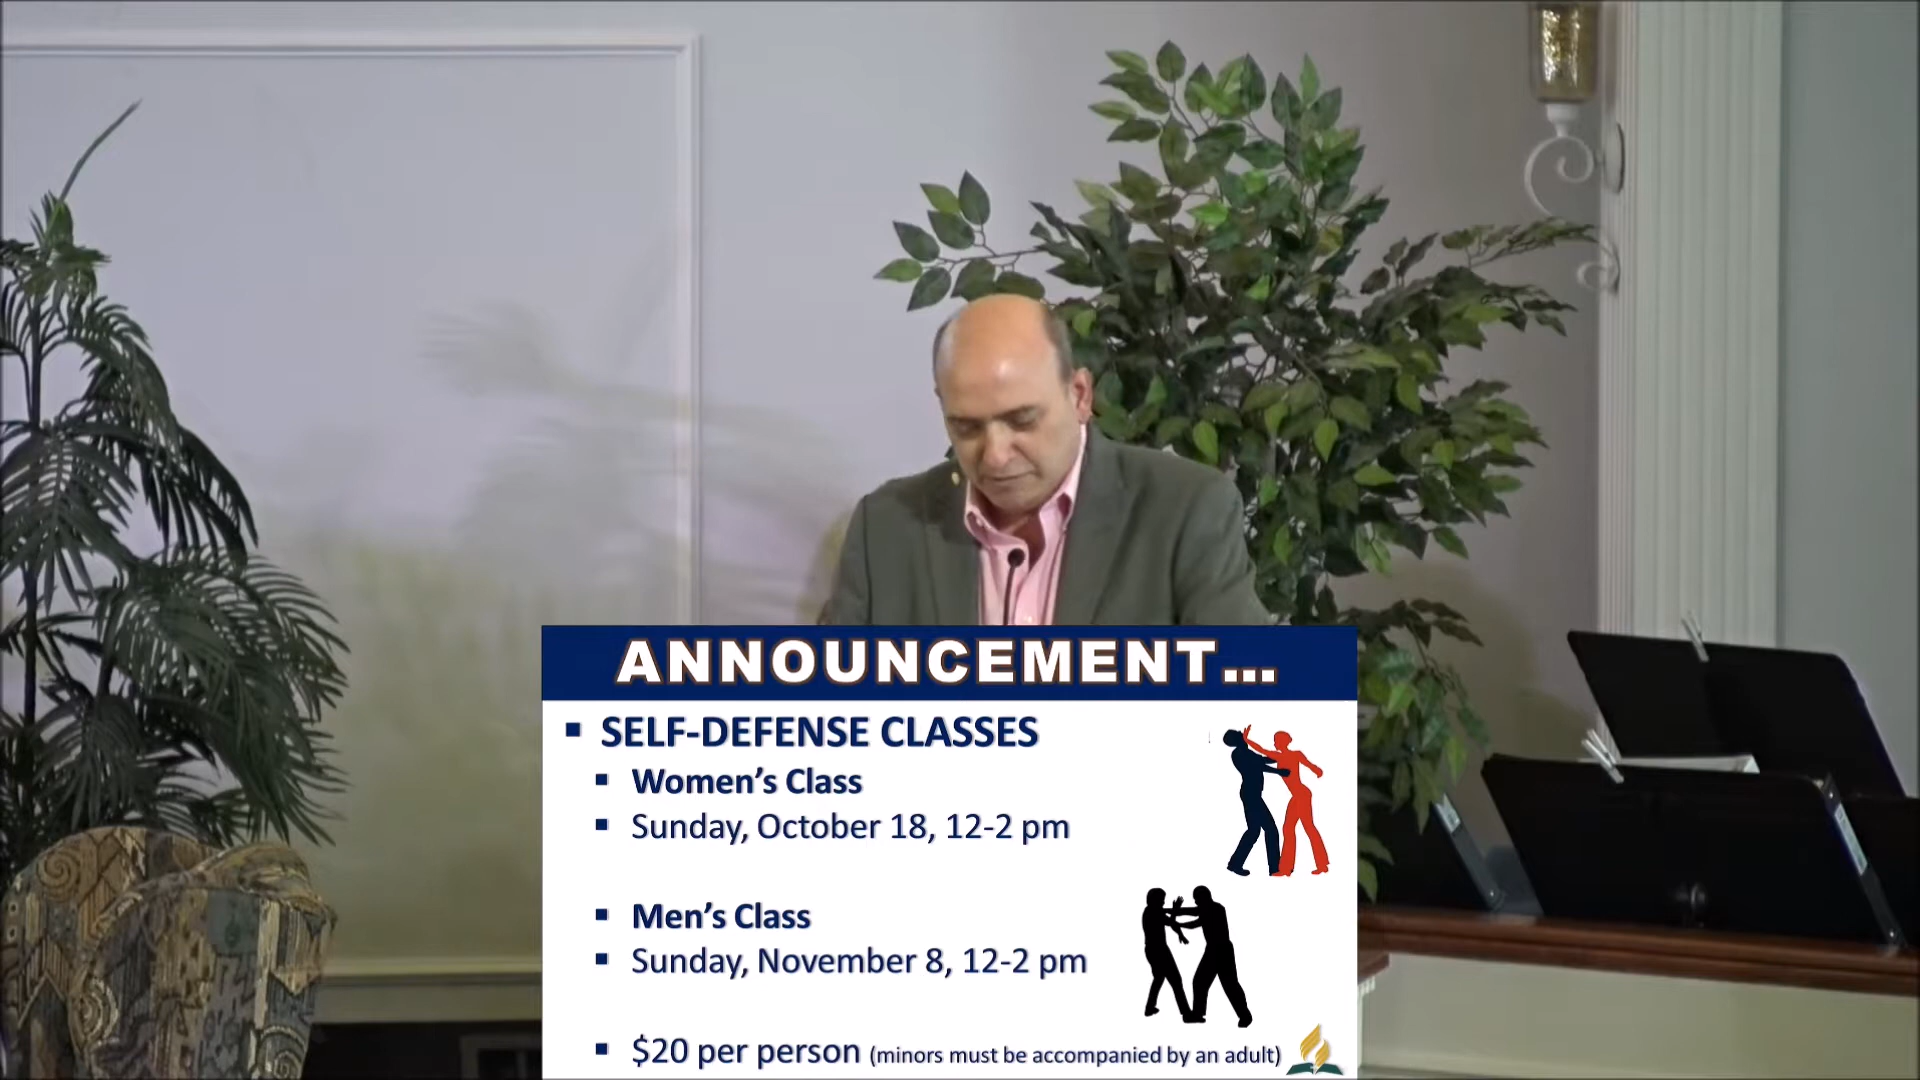 ANNOUNCEMENT...
▪ SELF-DEFENSE CLASSES
▪ Women's Class
▪ Sunday, October 18, 12-2 pm
▪ Men's Class
▪ Sunday, November 8, 12-2 pm
▪ $20 per person (minors must be accompanied by an adult)